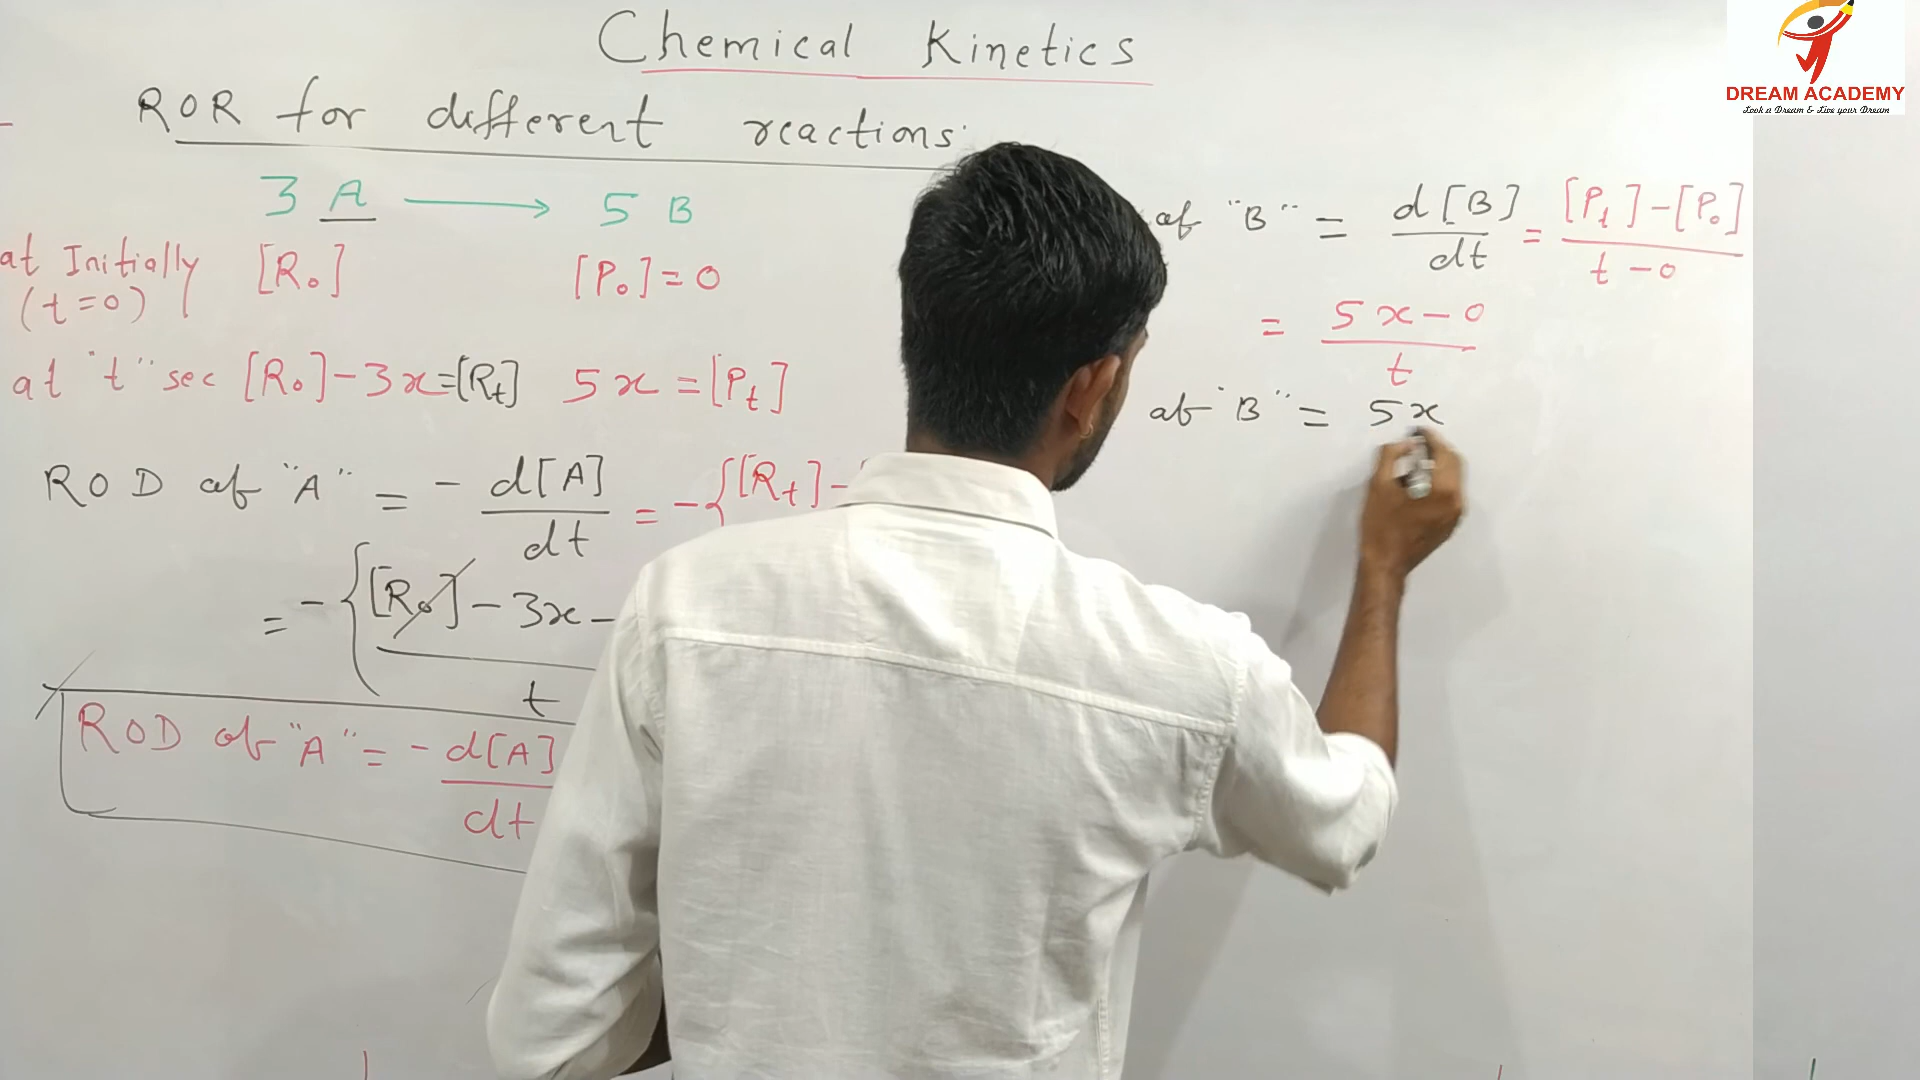 Chemical Kinetics
ROR for different reactions
3 A ⟶ 5 B
at Initially [R₀] [P₀] = 0
(t=0)
at "t" sec [R₀]-3x=[Rt] 5x = [Pt]
ROD of "A" = - d[A]/dt = -{[Rt]-
= -{[R₀] - 3x -
t
ROD of "A" = - d[A]/dt
of "B" = d[B]/dt = [Pt]-[P₀]/t-0
= 5x-0/t
of "B" = 5x
DREAM ACADEMY
Look a Dream & Live your Dream